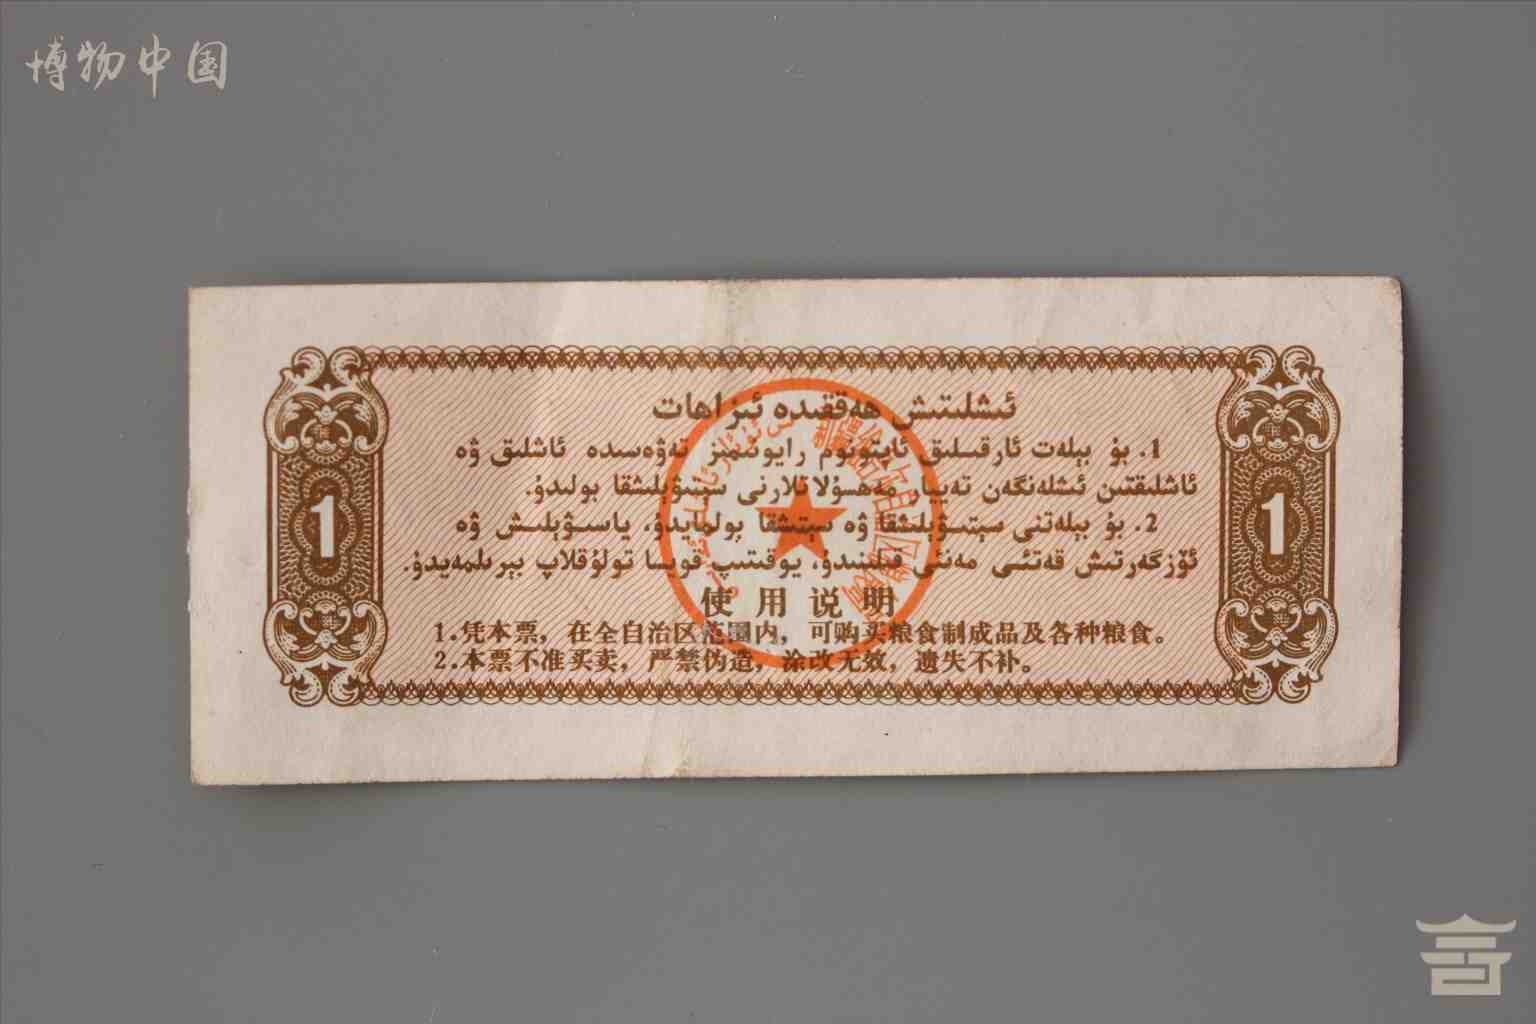 博物中国
ئىشلىتىش ھەققىدە ئىزاھات
1. بۇ بېلەت ئارقىلىق ئاپتونوم رايونىمىز تەۋەسىدە ئاشلىق ۋە
ئاشلىقتىن ئىشلەنگەن تەييار مەھسۇلاتلارنى سېتىۋېلىشقا بولىدۇ.
2. بۇ بېلەتنى سېتىۋېلىشقا ۋە سېتىشقا بولمايدۇ، ياسىۋېلىش ۋە
ئۆزگەرتىش قەتئىي مەنئى قىلىنىدۇ، يوقىتىپ قويسا تولۇقلاپ بېرىلمەيدۇ.
使用说明
1.凭本票，在全自治区范围内，可购买粮食制成品及各种粮食。
2.本票不准买卖，严禁伪造，涂改无效，遗失不补。
1
1